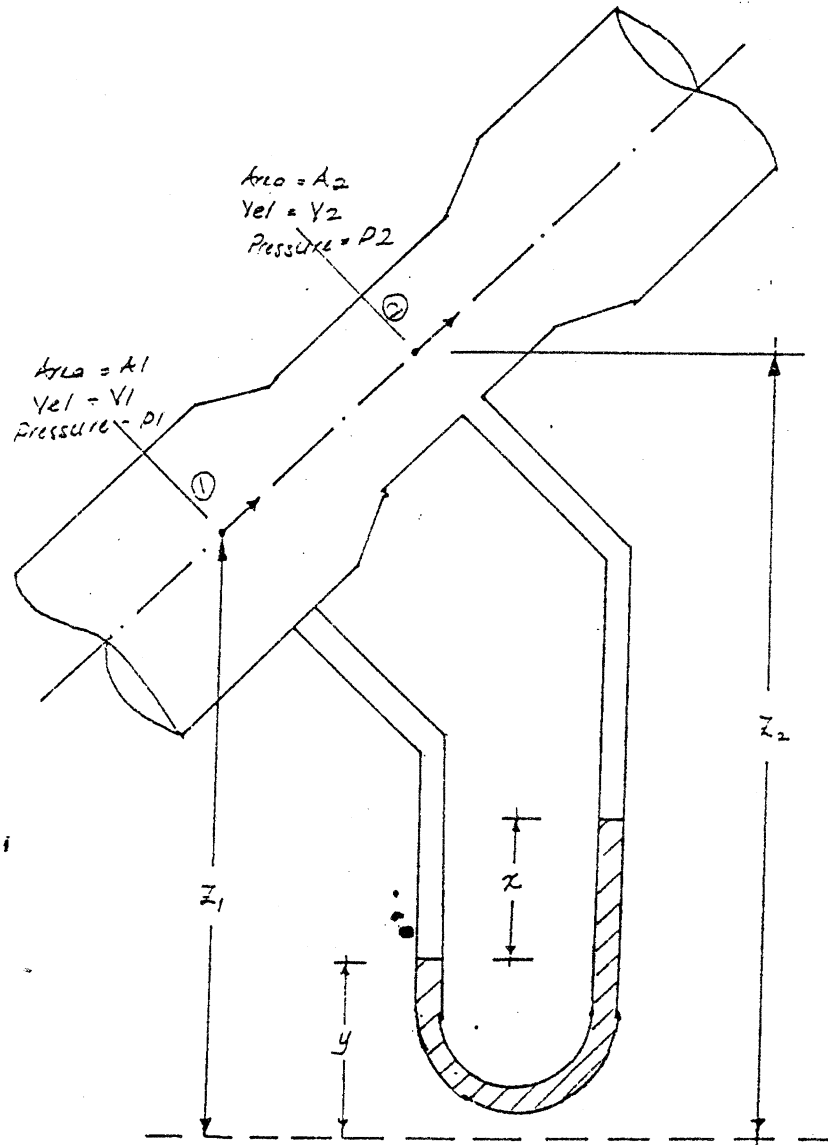 Area = A2
Vel = V2
Pressure = P2
2
Area = A1
Vel = V1
Pressure = P1
1
Z2
x
Z1
y